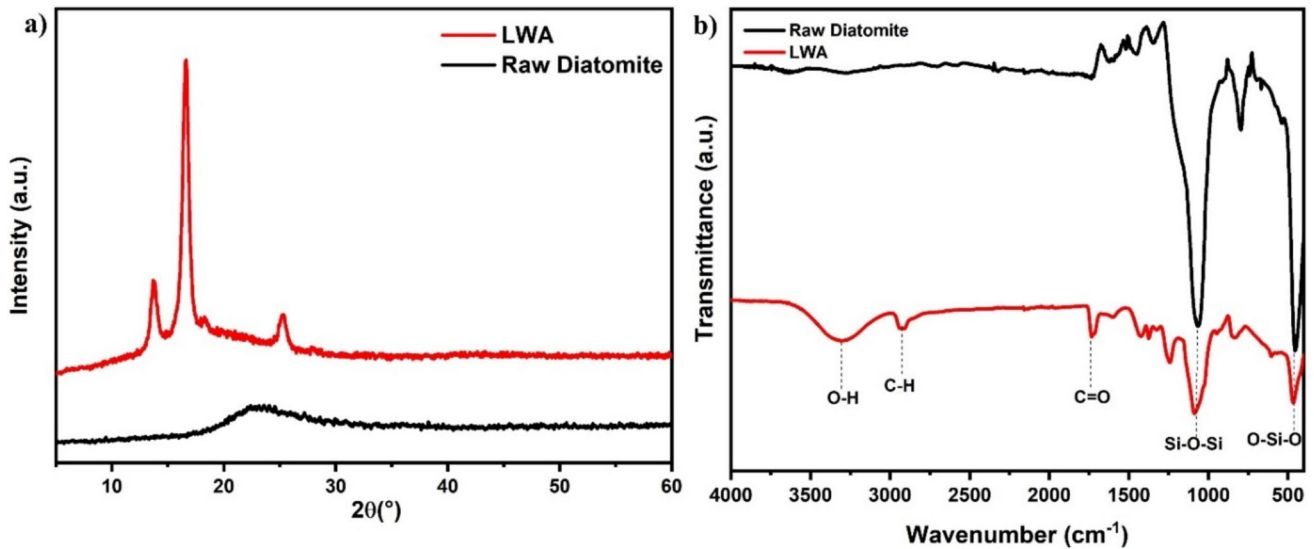 a)
LWA
Raw Diatomite
Intensity (a.u.)
10 20 30 40 50 60
2θ(°)
b)
Raw Diatomite
LWA
Transmittance (a.u.)
O-H
C-H
C=O
Si-O-Si
O-Si-O
4000 3500 3000 2500 2000 1500 1000 500
Wavenumber (cm⁻¹)